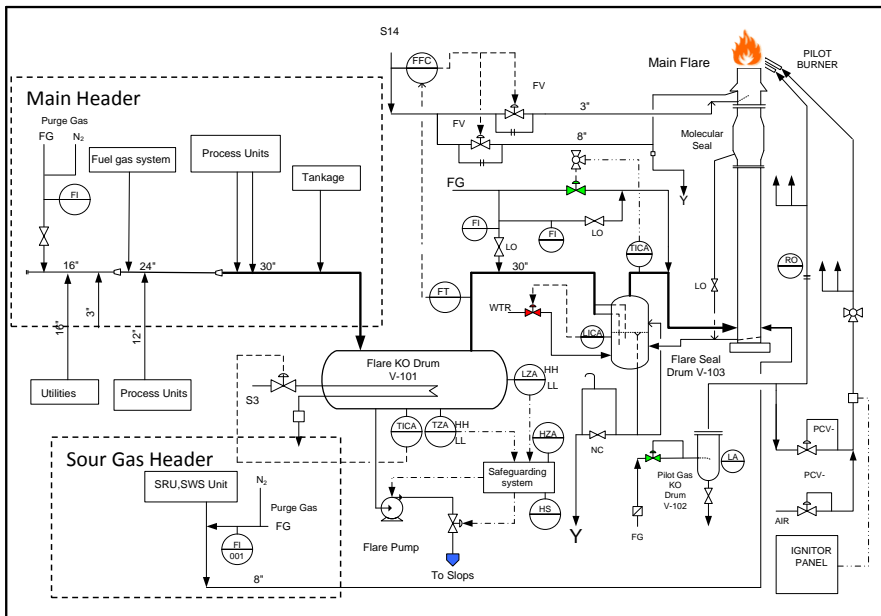 S14
FFC
FV
FV
3"
8"
Main Flare
PILOT
BURNER
Molecular
Seal
Main Header
Purge Gas
FG
N2
FI
Fuel gas system
Process Units
Tankage
16"
24"
30"
16"
3"
12"
Utilities
Process Units
FG
FI
LO
FI
LO
TICA
30"
FT
WTR
LICA
LO
RO
Flare Seal
Drum V-103
Y
Flare KO Drum
V-101
LZA
HH
LL
S3
TICA
TZA
HH
LL
HZA
Safeguarding
system
HS
Flare Pump
To Slops
NC
Y
FG
Pilot Gas
KO
Drum
V-102
LA
PCV-
PCV-
AIR
IGNITOR
PANEL
Sour Gas Header
SRU,SWS Unit
N2
Purge Gas
FG
FI
001
8"